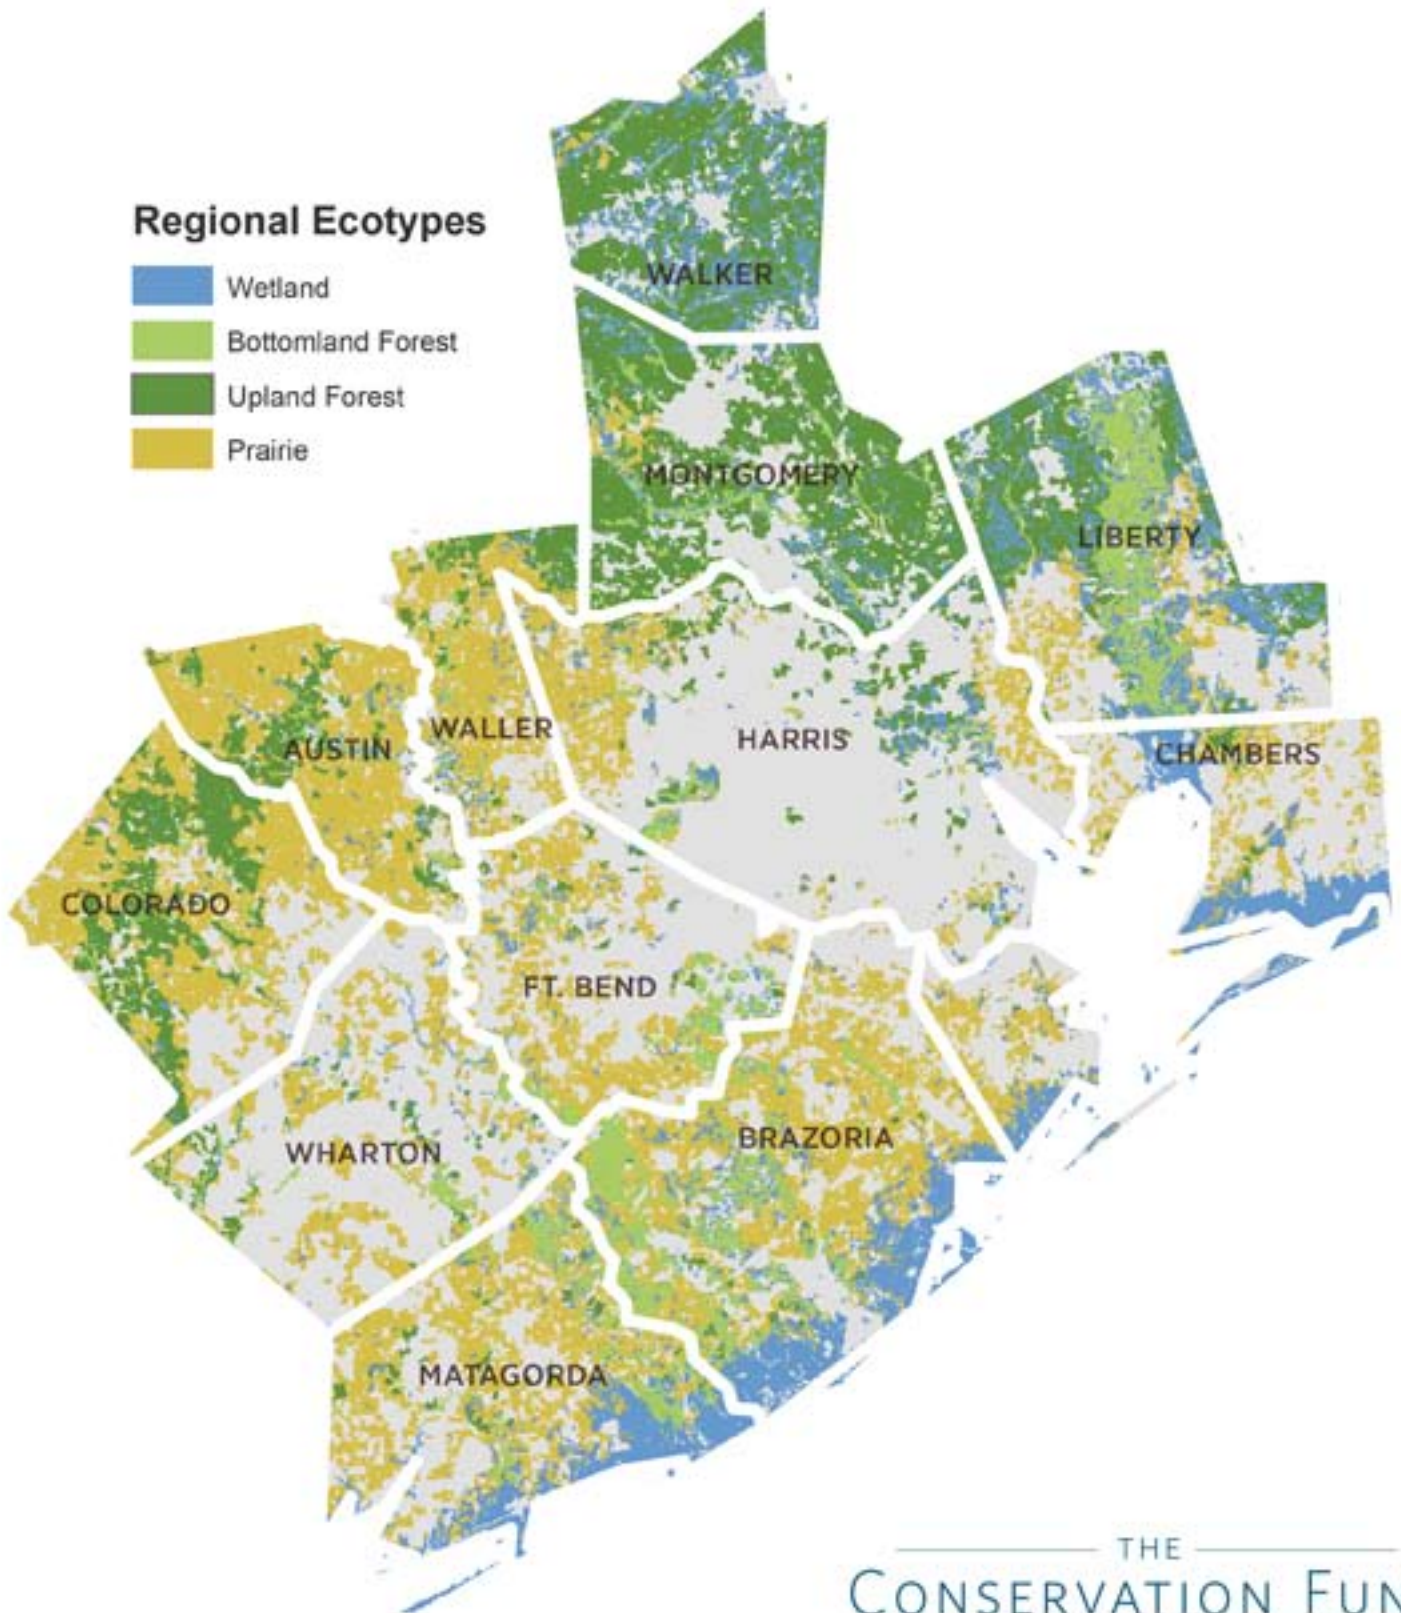 Regional Ecotypes
Wetland
Bottomland Forest
Upland Forest
Prairie
WALKER
MONTGOMERY
LIBERTY
AUSTIN
WALLER
HARRIS
CHAMBERS
COLORADO
FT. BEND
WHARTON
BRAZORIA
MATAGORDA
THE
CONSERVATION FUN